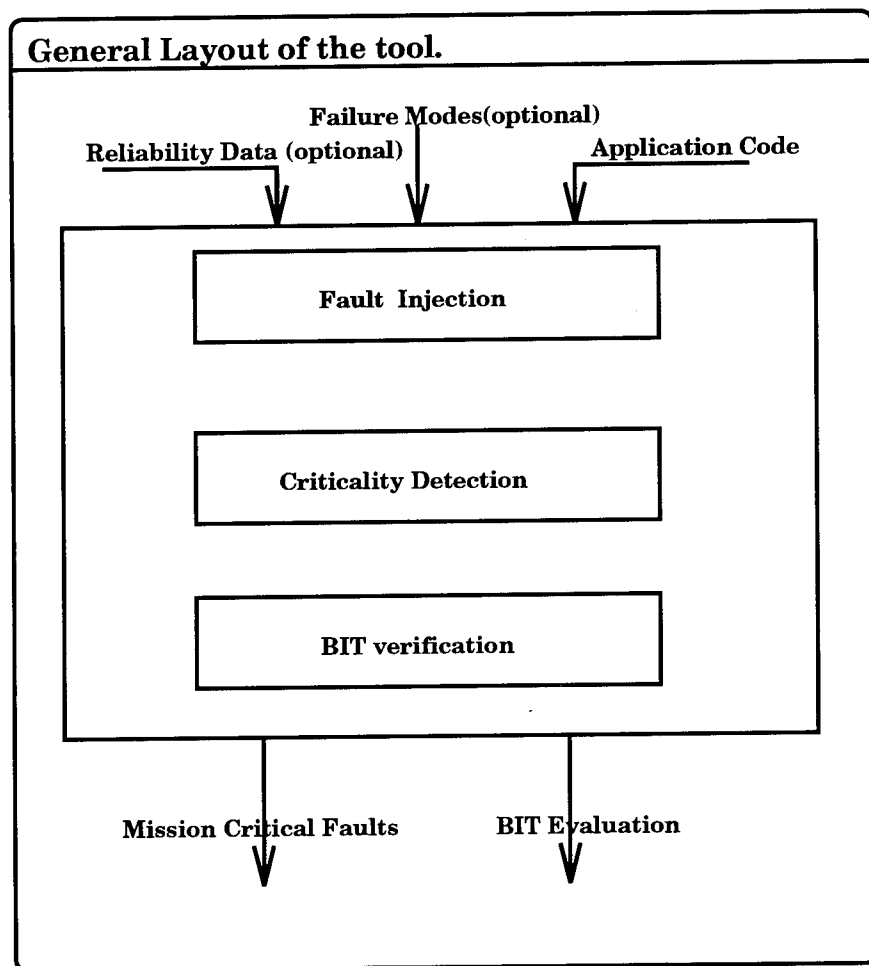 General Layout of the tool.
Failure Modes(optional)
Reliability Data (optional)
Application Code
Fault Injection
Criticality Detection
BIT verification
Mission Critical Faults
BIT Evaluation